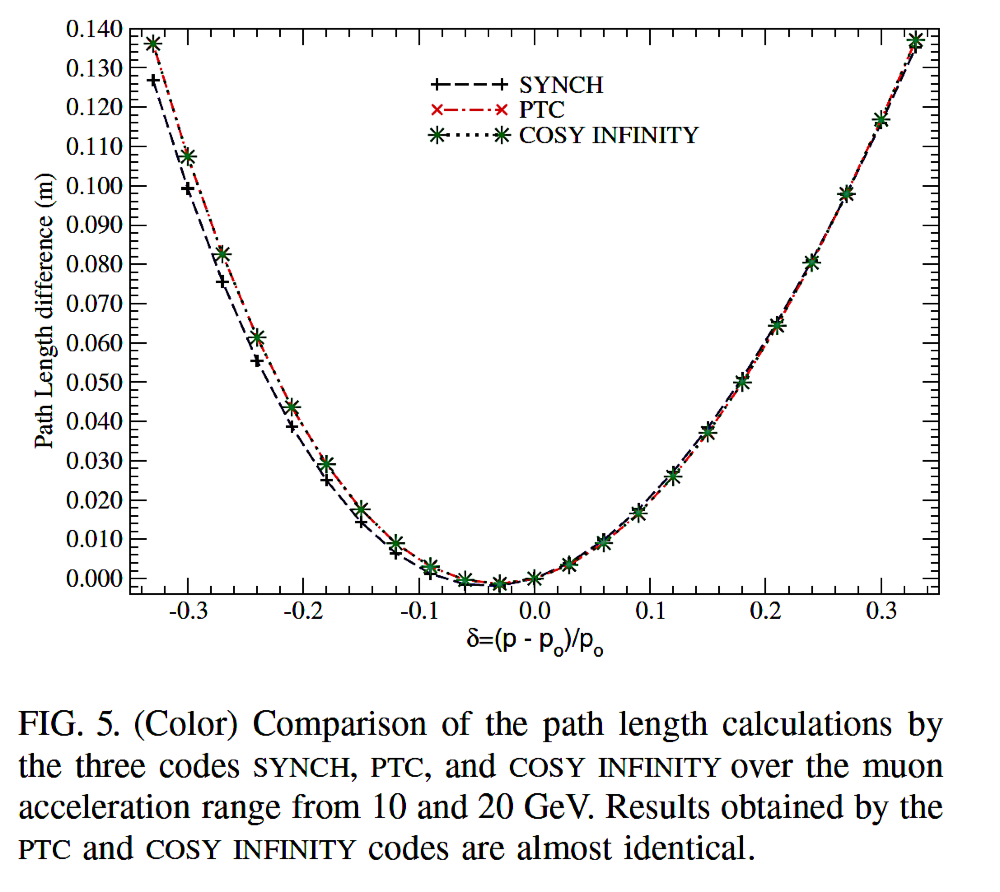 0.140
0.130
0.120
0.110
0.100
0.090
0.080
0.070
0.060
0.050
0.040
0.030
0.020
0.010
0.000
Path Length difference (m)
SYNCH
PTC
COSY INFINITY
-0.3 -0.2 -0.1 0.0 0.1 0.2 0.3
δ=(p - po)/po
FIG. 5. (Color) Comparison of the path length calculations by
the three codes SYNCH, PTC, and COSY INFINITY over the muon
acceleration range from 10 and 20 GeV. Results obtained by the
PTC and COSY INFINITY codes are almost identical.